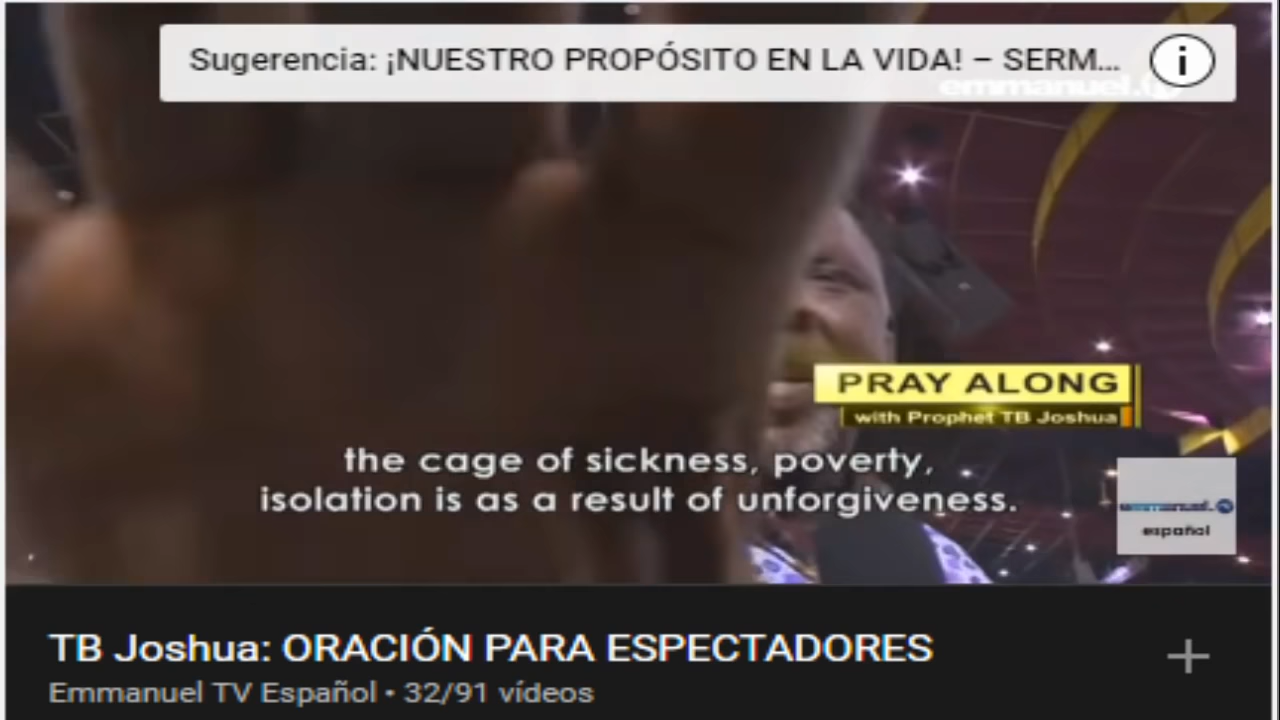 Sugerencia: ¡NUESTRO PROPÓSITO EN LA VIDA! – SERM...
i
emmanuel.tv
PRAY ALONG
with Prophet TB Joshua
the cage of sickness, poverty,
isolation is as a result of unforgiveness.
emmanuel.tv
español
TB Joshua: ORACIÓN PARA ESPECTADORES
Emmanuel TV Español • 32/91 vídeos